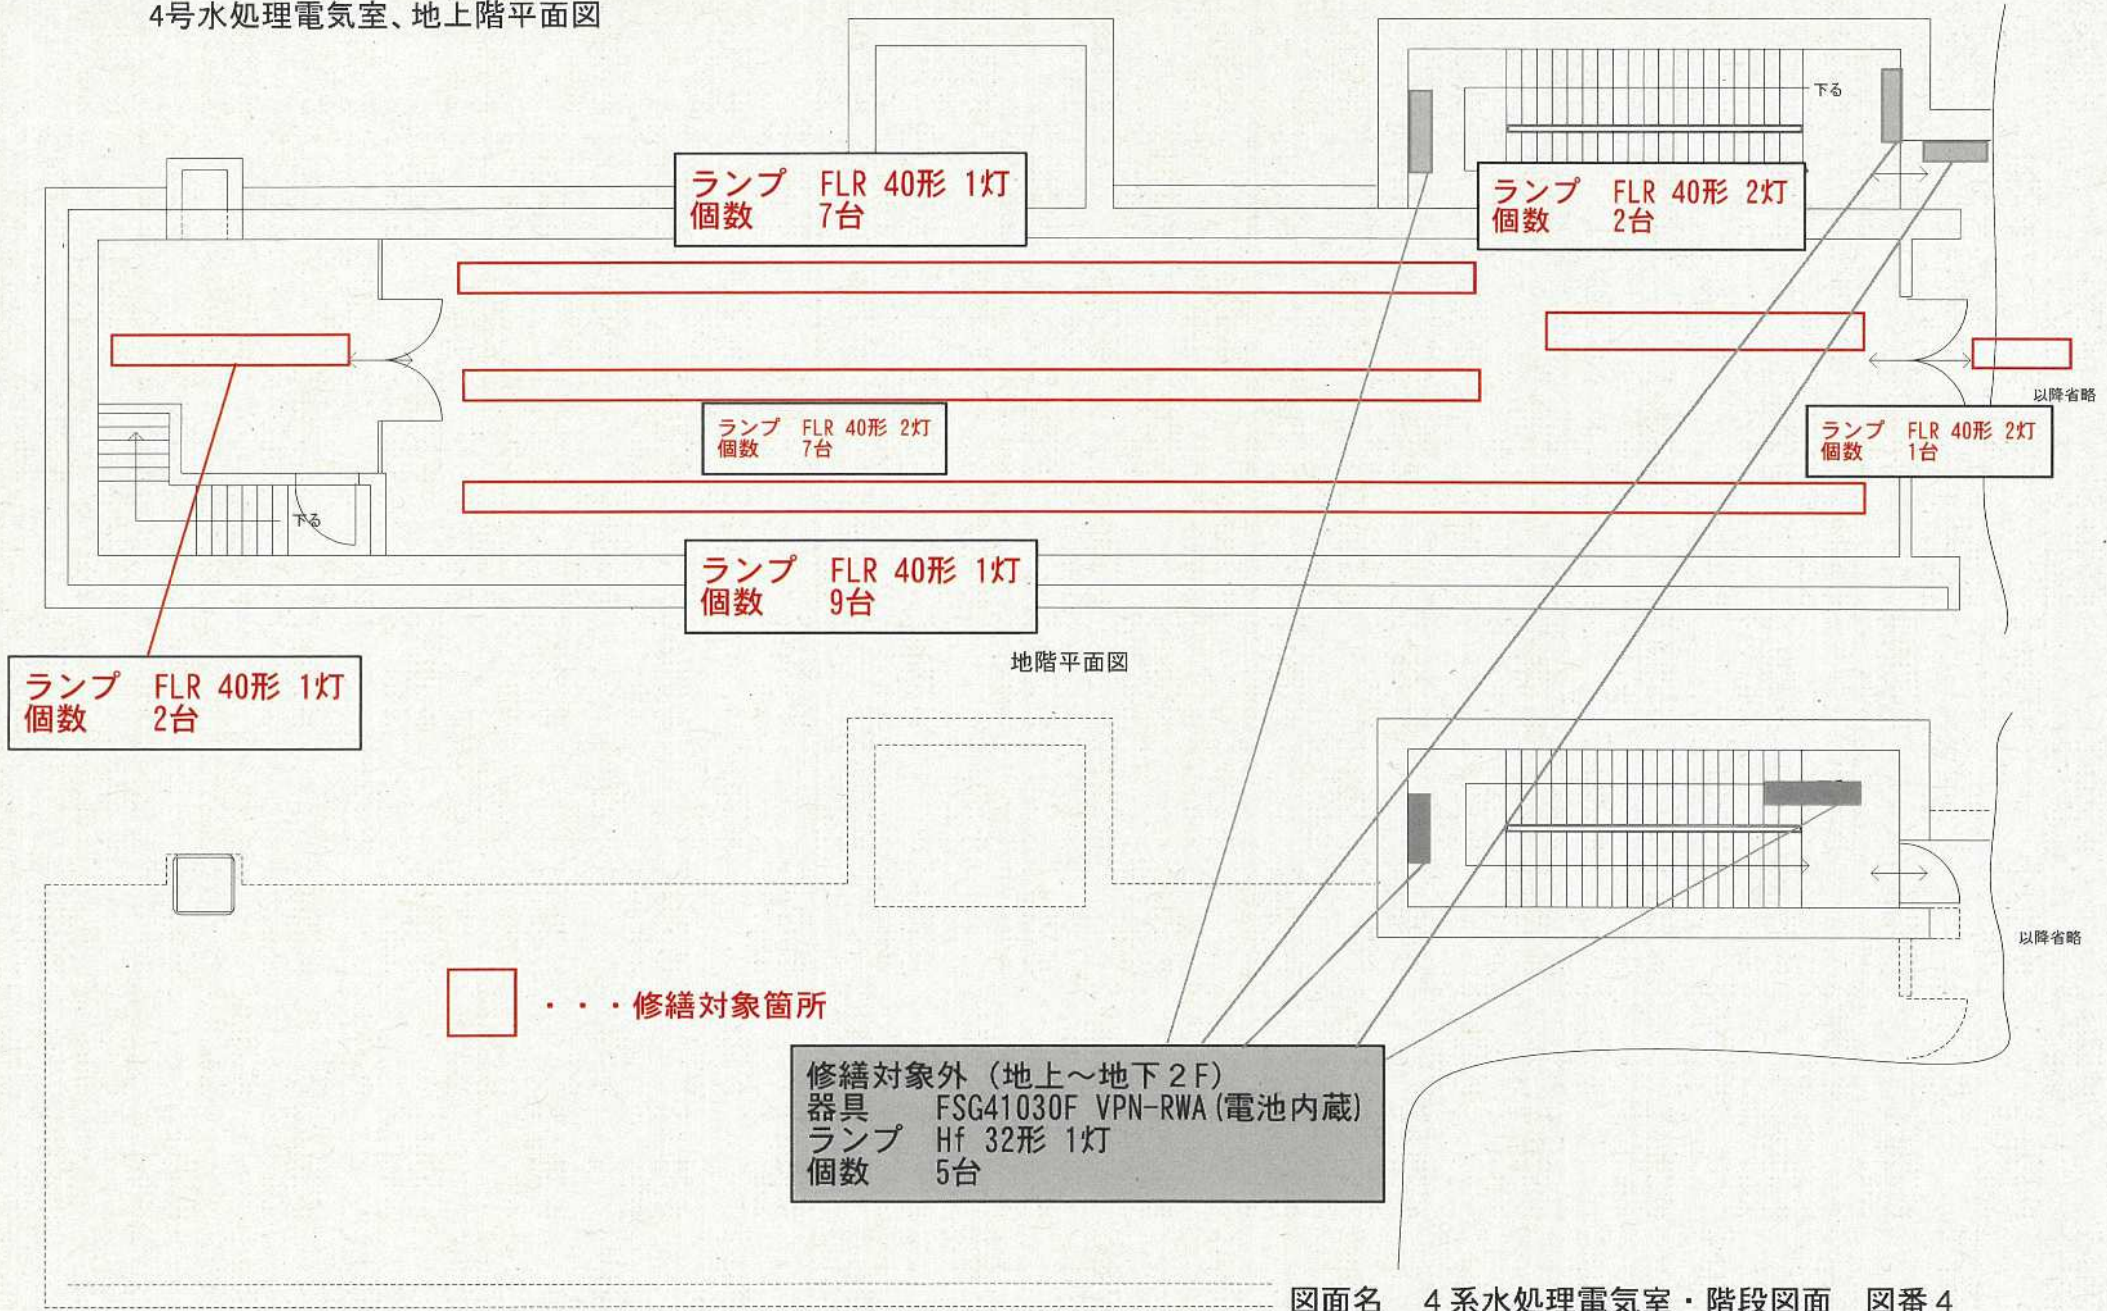 4号水処理電気室、地上階平面図
下る
ランプ FLR 40形 1灯
個数 7台
ランプ FLR 40形 2灯
個数 2台
以降省略
ランプ FLR 40形 2灯
個数 7台
ランプ FLR 40形 2灯
個数 1台
下る
ランプ FLR 40形 1灯
個数 9台
地階平面図
ランプ FLR 40形 1灯
個数 2台
以降省略
・・・修繕対象箇所
修繕対象外（地上～地下２F）
器具 FSG41030F VPN-RWA(電池内蔵)
ランプ Hf 32形 1灯
個数 5台
図面名 ４系水処理電気室・階段図面 図番４